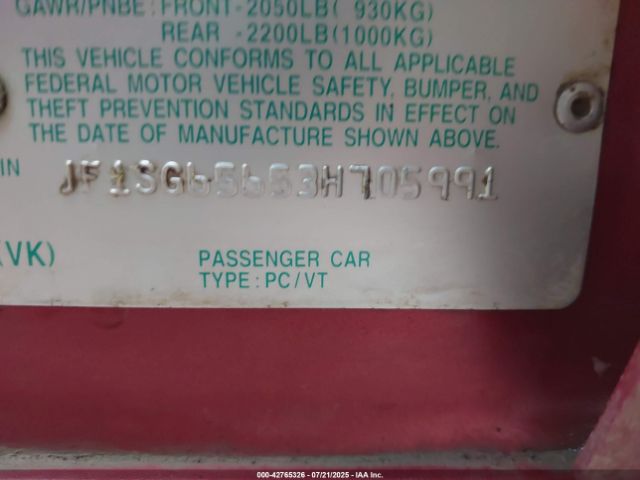 GAWR/PNBE: FRONT-2050LB( 930KG)
REAR -2200LB(1000KG)
THIS VEHICLE CONFORMS TO ALL APPLICABLE
FEDERAL MOTOR VEHICLE SAFETY, BUMPER, AND
THEFT PREVENTION STANDARDS IN EFFECT ON
THE DATE OF MANUFACTURE SHOWN ABOVE.
IN JF1SG65653H705991
(VK) PASSENGER CAR
TYPE: PC/VT
000-42765326 - 07/21/2025 - IAA Inc.